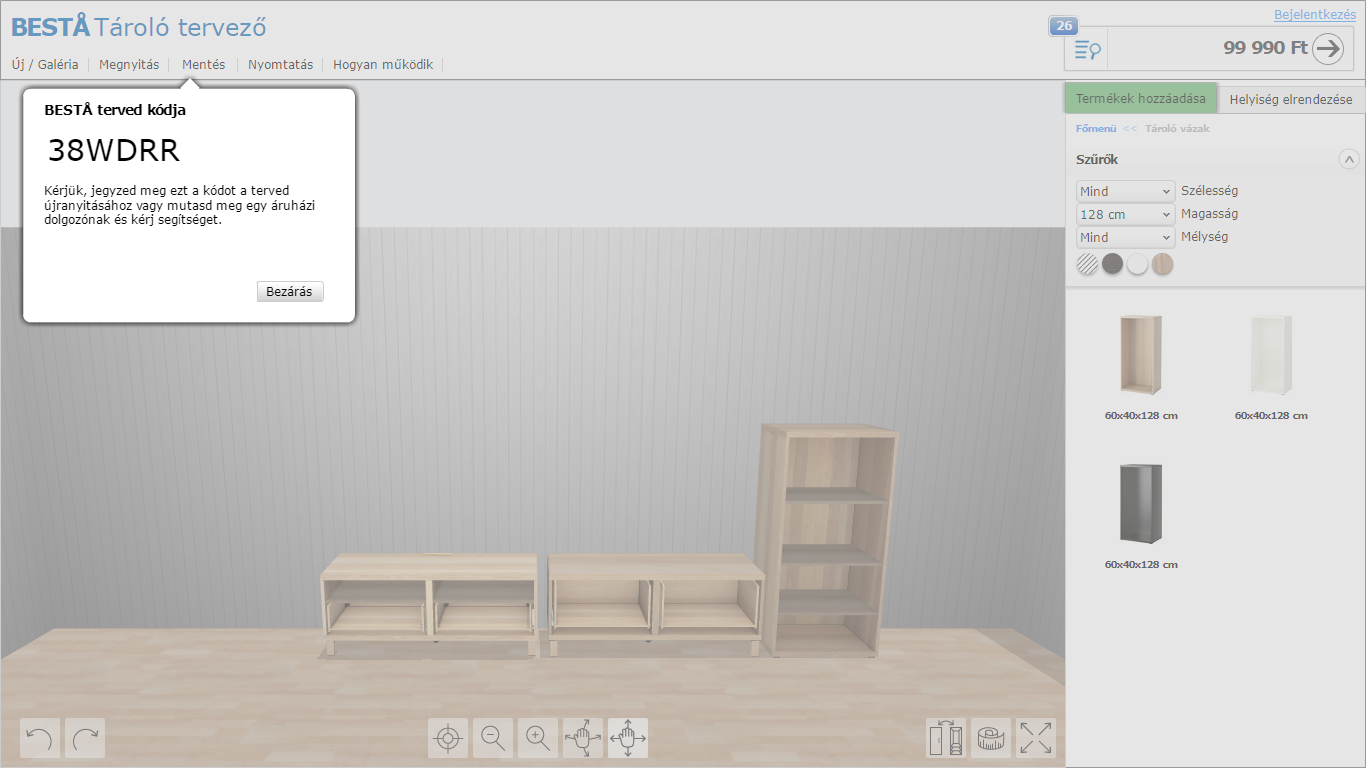 BESTÅ Tároló tervező
Bejelentkezés
26
99 990 Ft
Új / Galéria
Megnyitás
Mentés
Nyomtatás
Hogyan működik
BESTÅ terved kódja
38WDRR
Kérjük, jegyzed meg ezt a kódot a terved
újranyitásához vagy mutasd meg egy áruházi
dolgozónak és kérj segítséget.
Bezárás
Termékek hozzáadása
Helyiség elrendezése
Főmenü << Tároló vázak
Szűrők
Mind Szélesség
128 cm Magasság
Mind Mélység
60x40x128 cm
60x40x128 cm
60x40x128 cm